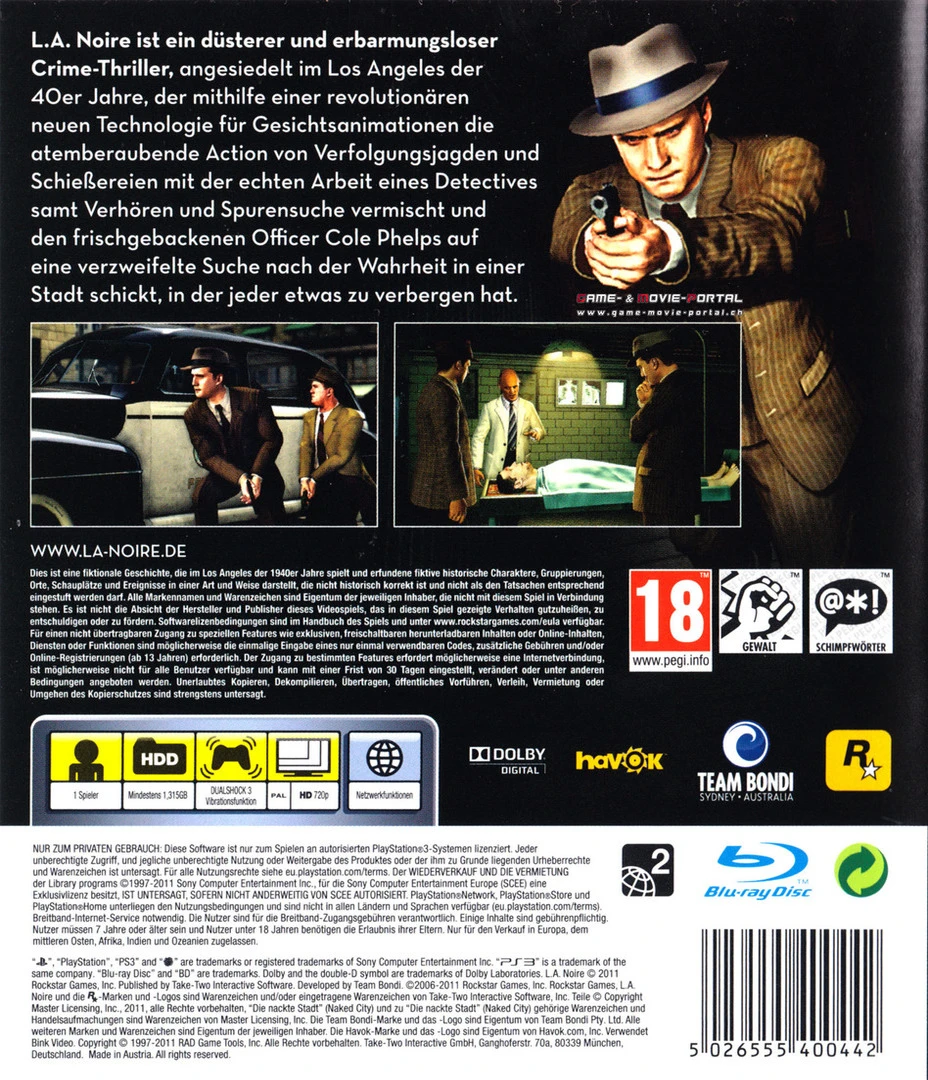 L.A. Noire ist ein düsterer und erbarmungsloser
Crime-Thriller, angesiedelt im Los Angeles der
40er Jahre, der mithilfe einer revolutionären
neuen Technologie für Gesichtsanimationen die
atemberaubende Action von Verfolgungsjagden und
Schießereien mit der echten Arbeit eines Detectives
samt Verhören und Spurensuche vermischt und
den frischgebackenen Officer Cole Phelps auf
eine verzweifelte Suche nach der Wahrheit in einer
Stadt schickt, in der jeder etwas zu verbergen hat.
GAME- & MOVIE-PORTAL
www.game-movie-portal.ch
WWW.LA-NOIRE.DE
Dies ist eine fiktionale Geschichte, die im Los Angeles der 1940er Jahre spielt und erfundene fiktive historische Charaktere, Gruppierungen,
Orte, Schauplätze und Ereignisse in einer Art und Weise darstellt, die nicht historisch korrekt ist und nicht als den Tatsachen entsprechend
eingestuft werden darf. Alle Markennamen und Warenzeichen sind Eigentum der jeweiligen Inhaber, die nicht mit diesem Spiel in Verbindung
stehen. Es ist nicht die Absicht der Hersteller und Publisher dieses Videospiels, das in diesem Spiel gezeigte Verhalten gutzuheißen, zu
entschuldigen oder zu fördern. Softwarelizenzbedingungen sind im Handbuch des Spiels und unter www.rockstargames.com/eula verfügbar.
Für einen nicht übertragbaren Zugang zu speziellen Features wie exklusiven, freischaltbaren herunterladbaren Inhalten oder Online-Inhalten,
Diensten oder Funktionen sind möglicherweise die einmalige Eingabe eines nur einmal verwendbaren Codes, zusätzliche Gebühren und/oder
Online-Registrierungen (ab 13 Jahren) erforderlich. Der Zugang zu bestimmten Features erfordert möglicherweise eine Internetverbindung,
ist möglicherweise nicht für alle Benutzer verfügbar und kann mit einer Frist von 30 Tagen eingestellt, verändert oder unter anderen
Bedingungen angeboten werden. Unerlaubtes Kopieren, Dekompilieren, Übertragen, öffentliches Vorführen, Verleih, Vermietung oder
Umgehen des Kopierschutzes sind strengstens untersagt.
18™
www.pegi.info
™
GEWALT
@*!
™
SCHIMPFWÖRTER
1 Spieler
HDD
Mindestens 1,315GB
DUALSHOCK 3
Vibrationsfunktion
PAL
HD 720p
Netzwerkfunktionen
DOLBY
DIGITAL
havok
TEAM BONDI
SYDNEY • AUSTRALIA
R
NUR ZUM PRIVATEN GEBRAUCH: Diese Software ist nur zum Spielen an autorisierten PlayStation®3-Systemen lizenziert. Jeder
unberechtigte Zugriff, und jegliche unberechtigte Nutzung oder Weitergabe des Produktes oder der ihm zu Grunde liegenden Urheberrechte
und Warenzeichen ist untersagt. Für alle Nutzungsrechte siehe eu.playstation.com/terms. Der WIEDERVERKAUF UND DIE VERMIETUNG
der Library programs ©1997-2011 Sony Computer Entertainment Inc., für die Sony Computer Entertainment Europe (SCEE) eine
Exklusivlizenz besitzt, IST UNTERSAGT, SOFERN NICHT ANDERWEITIG VON SCEE AUTORISIERT. PlayStation®Network, PlayStation®Store und
PlayStation®Home unterliegen den Nutzungsbedingungen und sind nicht in allen Ländern und Sprachen verfügbar (eu.playstation.com/terms).
Breitband-Internet-Service notwendig. Die Nutzer sind für die Breitband-Zugangsgebühren verantwortlich. Einige Inhalte sind gebührenpflichtig.
Nutzer müssen 7 Jahre oder älter sein und Nutzer unter 18 Jahren benötigen die Erlaubnis ihrer Eltern. Nur für den Verkauf in Europa, dem
mittleren Osten, Afrika, Indien und Ozeanien zugelassen.
2
Blu-ray Disc
“ ”, “PlayStation”, “PS3” and “ ” are trademarks or registered trademarks of Sony Computer Entertainment Inc. “PS3” is a trademark of the
same company. “Blu-ray Disc” and “BD” are trademarks. Dolby and the double-D symbol are trademarks of Dolby Laboratories. L.A. Noire © 2011
Rockstar Games, Inc. Published by Take-Two Interactive Software. Developed by Team Bondi. ©2006-2011 Rockstar Games, Inc. Rockstar Games, L.A.
Noire und die R-Marken und -Logos sind Warenzeichen und/oder eingetragene Warenzeichen von Take-Two Interactive Software, Inc. Teile © Copyright
Master Licensing, Inc., 2011, alle Rechte vorbehalten, “Die nackte Stadt” (Naked City) und zu “Die nackte Stadt” (Naked City) gehörige Warenzeichen und
Handelsaufmachungen sind Warenzeichen von Master Licensing, Inc. Die Team Bondi-Marke und das -Logo sind Eigentum von Team Bondi Pty. Ltd. Alle
weiteren Marken und Warenzeichen sind Eigentum der jeweiligen Inhaber. Die Havok-Marke und das -Logo sind Eigentum von Havok.com, Inc. Verwendet
Bink Video. Copyright © 1997-2011 RAD Game Tools, Inc. Alle Rechte vorbehalten. Take-Two Interactive GmbH, Ganghoferstr. 70a, 80339 München,
Deutschland. Made in Austria. All rights reserved.
5 026555 400442